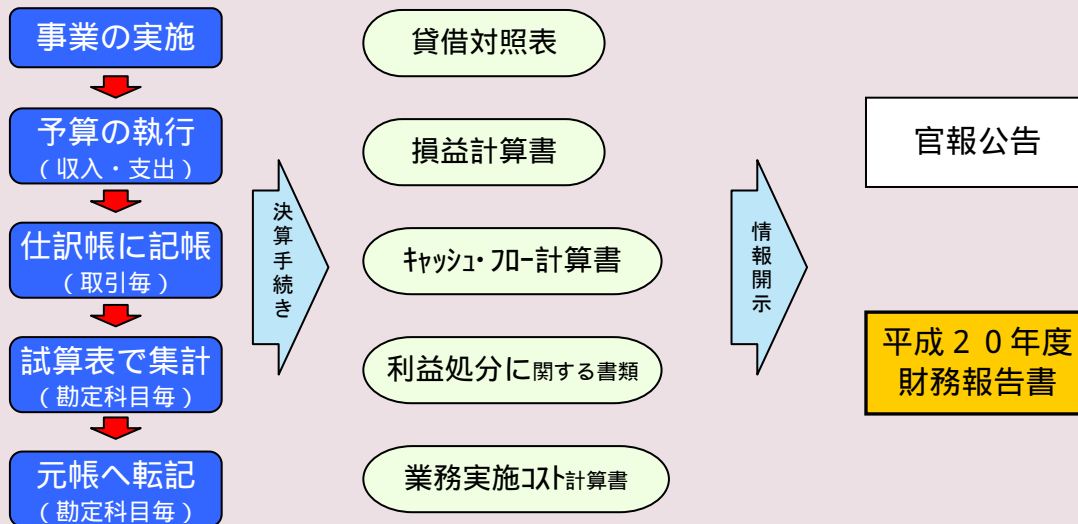 事業の実施
予算の執行
（収入・支出）
仕訳帳に記帳
（取引毎）
試算表で集計
（勘定科目毎）
元帳へ転記
（勘定科目毎）
決算手続き
貸借対照表
損益計算書
ｷｬｯｼｭ･ﾌﾛｰ計算書
利益処分に関する書類
業務実施ｺｽﾄ計算書
情報開示
官報公告
平成２０年度
財務報告書